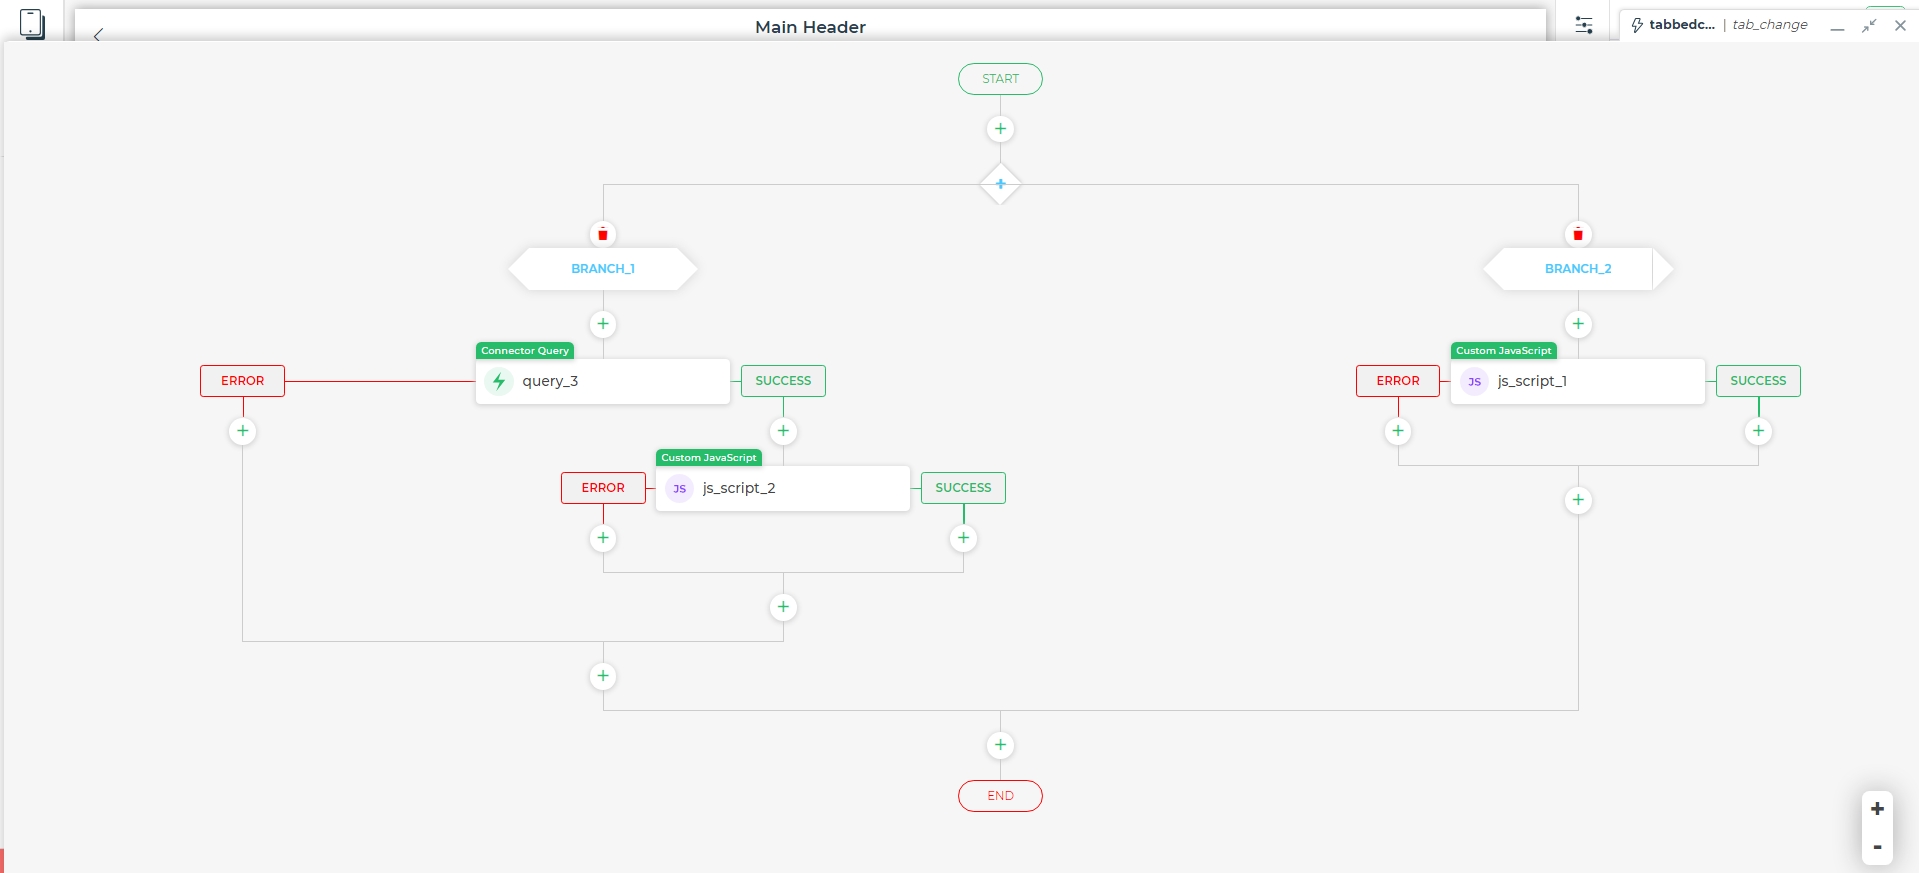 Main Header
tabbedc... | tab_change
START
BRANCH_1
BRANCH_2
Connector Query
Custom JavaScript
ERROR
query_3
SUCCESS
ERROR
JS js_script_1
SUCCESS
Custom JavaScript
ERROR
JS js_script_2
SUCCESS
END